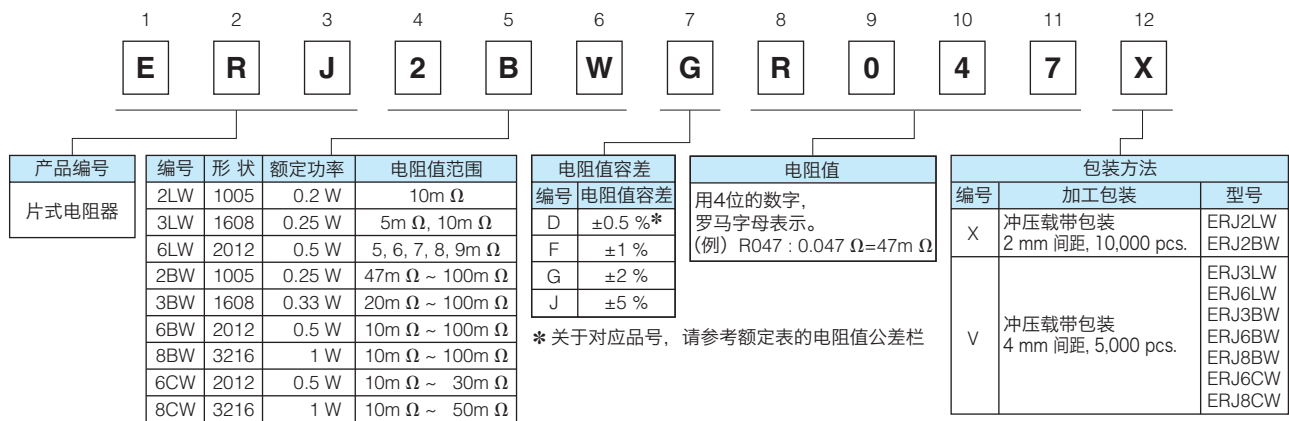 1 2 3 4 5 6 7 8 9 10 11 12
E R J 2 B W G R 0 4 7 X
产品编号
片式电阻器
编号 形 状 额定功率 电阻值范围
2LW 1005 0.2 W 10m Ω
3LW 1608 0.25 W 5m Ω, 10m Ω
6LW 2012 0.5 W 5, 6, 7, 8, 9m Ω
2BW 1005 0.25 W 47m Ω ~ 100m Ω
3BW 1608 0.33 W 20m Ω ~ 100m Ω
6BW 2012 0.5 W 10m Ω ~ 100m Ω
8BW 3216 1 W 10m Ω ~ 100m Ω
6CW 2012 0.5 W 10m Ω ~ 30m Ω
8CW 3216 1 W 10m Ω ~ 50m Ω
电阻值容差
编号 电阻值容差
D ±0.5 %*
F ±1 %
G ±2 %
J ±5 %
* 关于对应品号，请参考额定表的电阻值公差栏
电阻值
用4位的数字，
罗马字母表示。
(例) R047 : 0.047 Ω=47m Ω
包装方法
编号 加工包装 型号
X 冲压载带包装
2 mm 间距, 10,000 pcs.
ERJ2LW
ERJ2BW
V 冲压载带包装
4 mm 间距, 5,000 pcs.
ERJ3LW
ERJ6LW
ERJ3BW
ERJ6BW
ERJ8BW
ERJ6CW
ERJ8CW